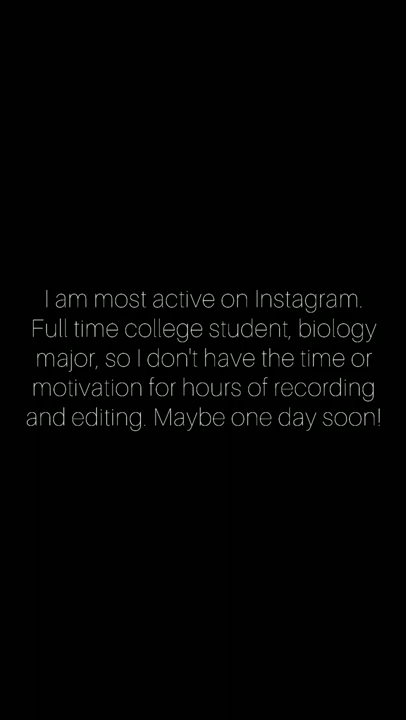 I am most active on Instagram.
Full time college student, biology
major, so I don't have the time or
motivation for hours of recording
and editing. Maybe one day soon!